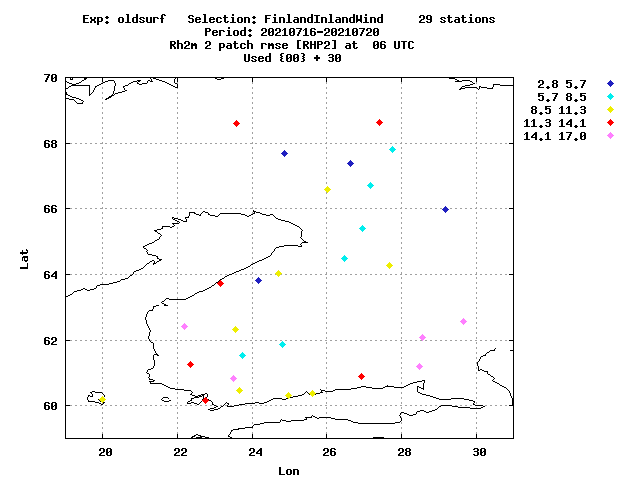 Exp: oldsurf   Selection: FinlandInlandWind     29 stations
Period: 20210716-20210720
Rh2m 2 patch rmse [RHP2] at  06 UTC
Used {00} + 30
2.8 5.7
5.7 8.5
8.5 11.3
11.3 14.1
14.1 17.0
70
68
66
64
62
60
Lat
20 22 24 26 28 30
Lon